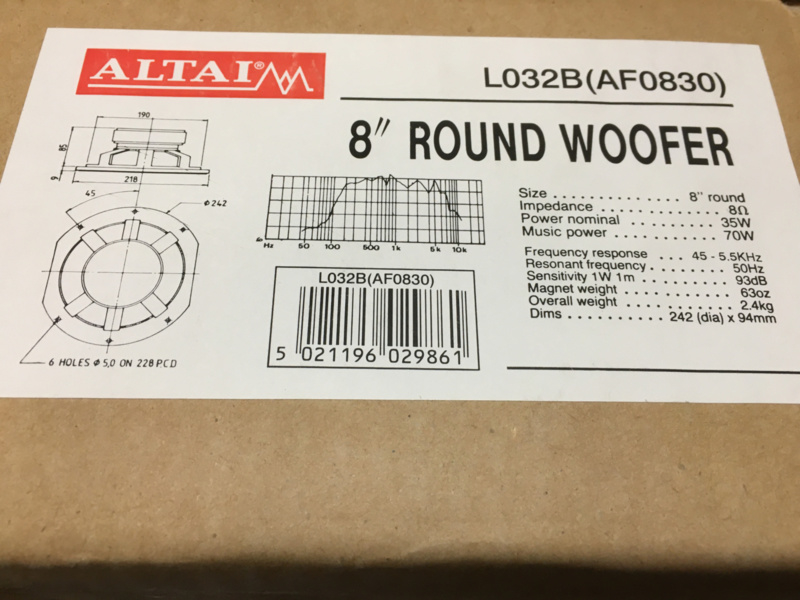 ALTAI®
L032B(AF0830)
8" ROUND WOOFER
190
85
9
218
45
ϕ242
6 HOLES ϕ 5,0 ON 228 P.C.D
Hz 50 100 500 1k 5k 10k
L032B(AF0830)
5 021196 029861
Size . . . . . . . . . . . . . . . 8" round
Impedance . . . . . . . . . . . . . . 8Ω
Power nominal . . . . . . . . . . 35W
Music power . . . . . . . . . . . . 70W
Frequency response . . . 45 - 5.5KHz
Resonant frequency . . . . . . . . 50Hz
Sensitivity 1W 1m . . . . . . . . . . 93dB
Magnet weight . . . . . . . . . . . . 63oz
Overall weight . . . . . . . . . . . . 2.4kg
Dims . . . . . . . . . . 242 (dia) x 94mm